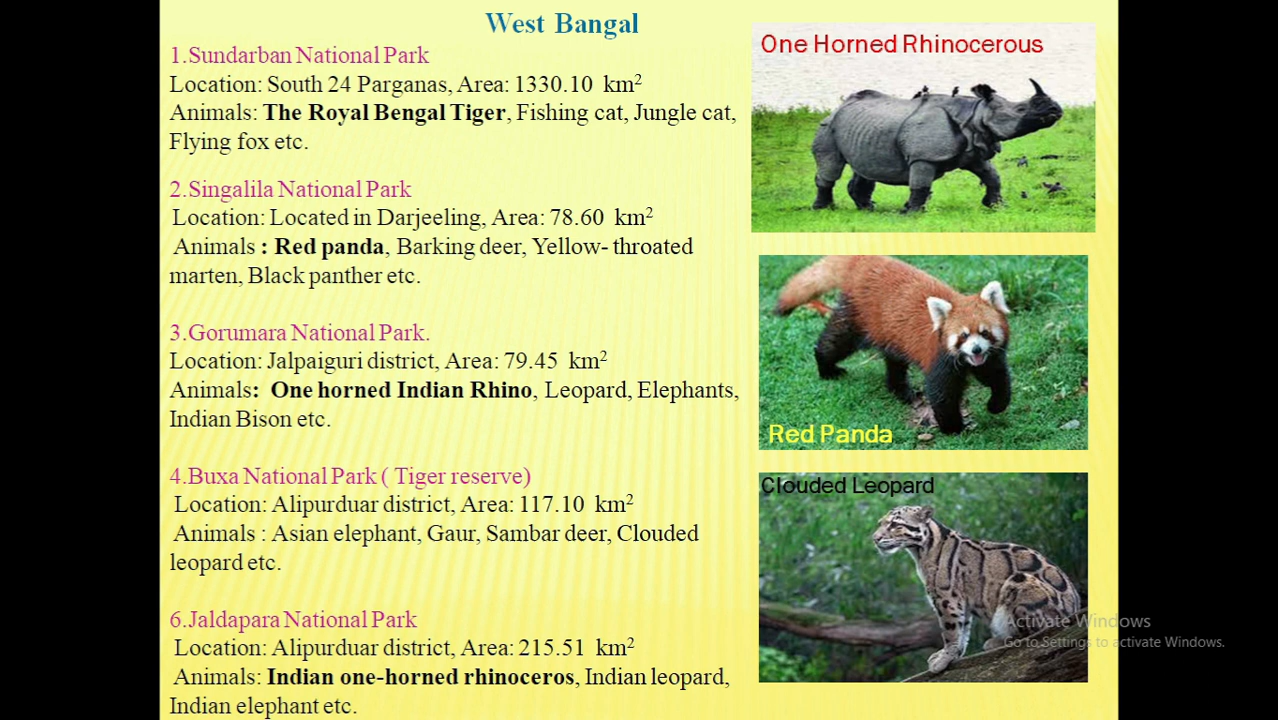 West Bangal
1.Sundarban National Park
Location: South 24 Parganas, Area: 1330.10 km²
Animals: The Royal Bengal Tiger, Fishing cat, Jungle cat,
Flying fox etc.
2.Singalila National Park
Location: Located in Darjeeling, Area: 78.60 km²
Animals : Red panda, Barking deer, Yellow- throated
marten, Black panther etc.
3.Gorumara National Park.
Location: Jalpaiguri district, Area: 79.45 km²
Animals: One horned Indian Rhino, Leopard, Elephants,
Indian Bison etc.
4.Buxa National Park ( Tiger reserve)
Location: Alipurduar district, Area: 117.10 km²
Animals : Asian elephant, Gaur, Sambar deer, Clouded
leopard etc.
6.Jaldapara National Park
Location: Alipurduar district, Area: 215.51 km²
Animals: Indian one-horned rhinoceros, Indian leopard,
Indian elephant etc.
One Horned Rhinocerous
Red Panda
Clouded Leopard
Activate Windows
Go to Settings to activate Windows.